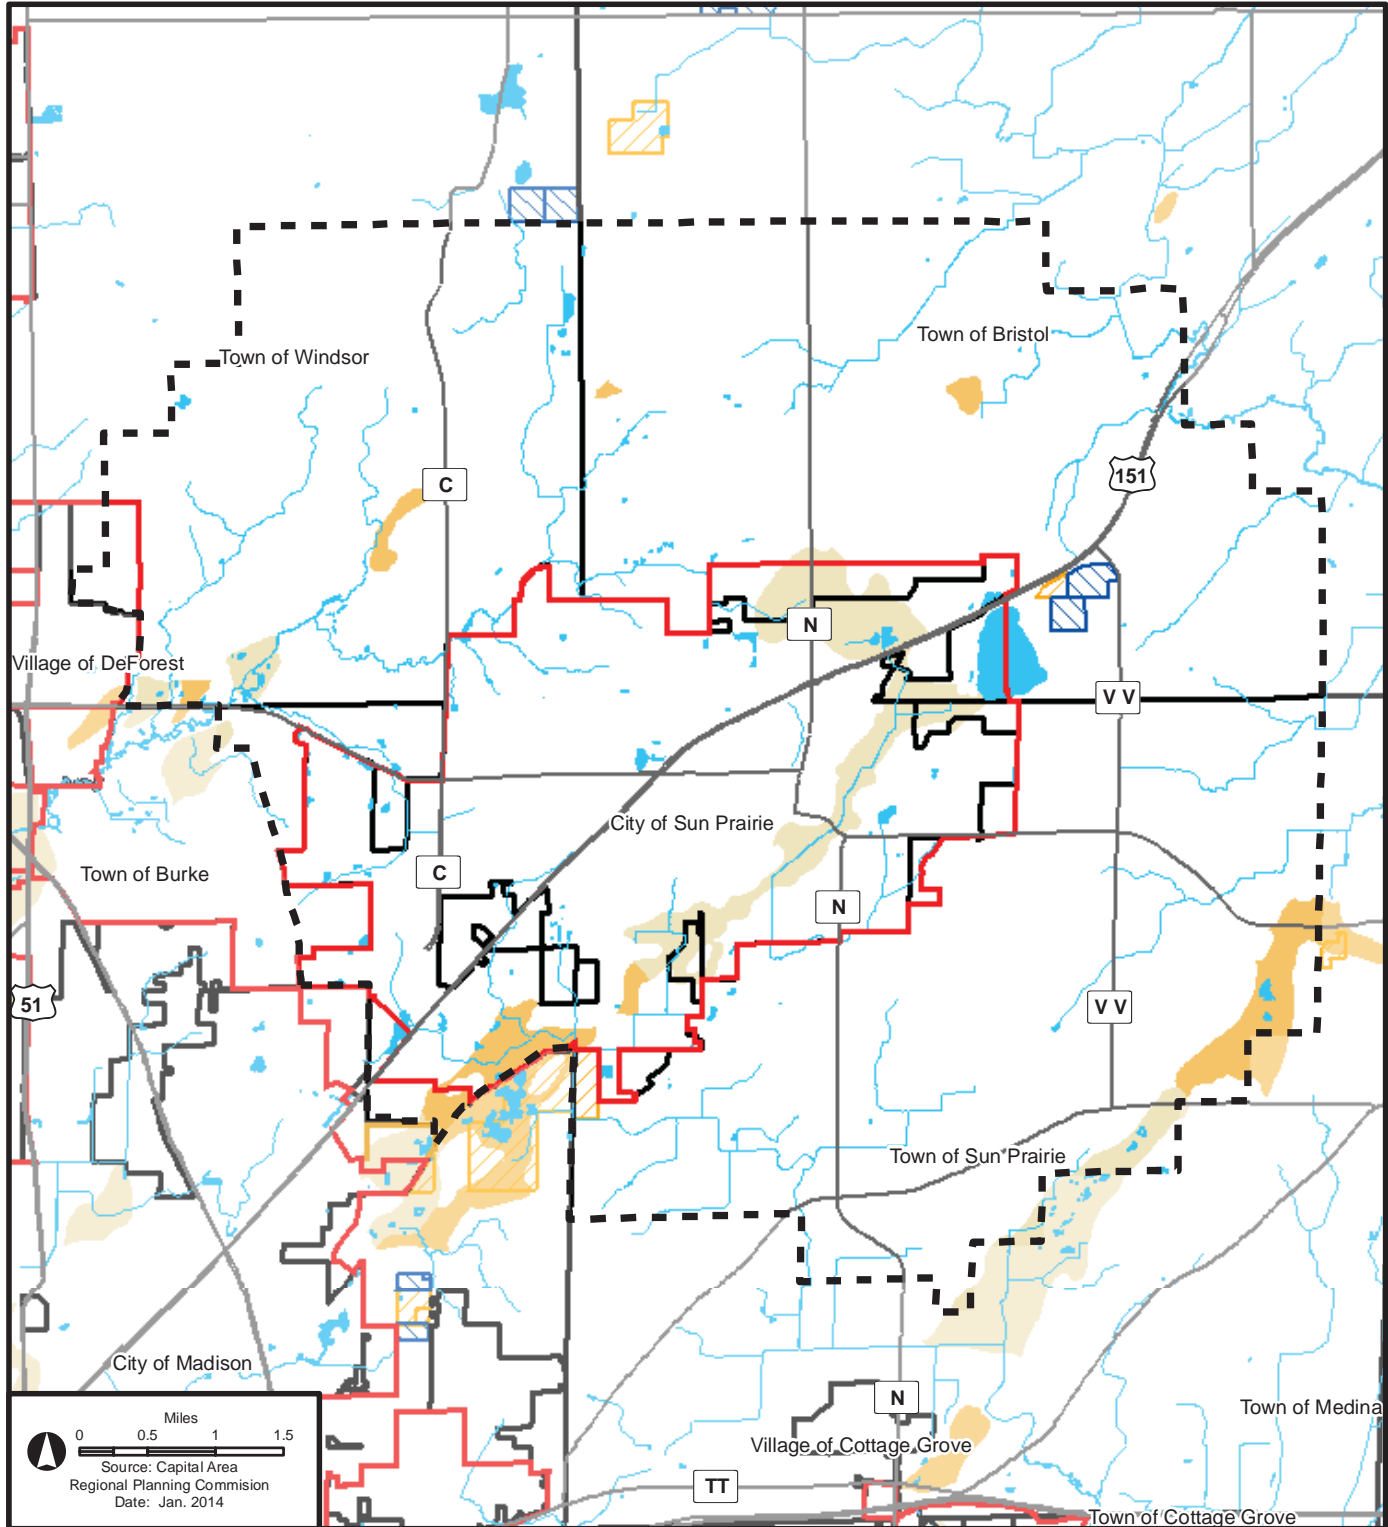 Town of Bristol
Town of Windsor
151
C
N
Village of DeForest
V V
City of Sun Prairie
Town of Burke
C
N
51
V V
Town of Sun Prairie
City of Madison
N
Town of Medina
Village of Cottage Grove
TT
Town of Cottage Grove
Miles
0 0.5 1 1.5
Source: Capital Area
Regional Planning Commision
Date: Jan. 2014